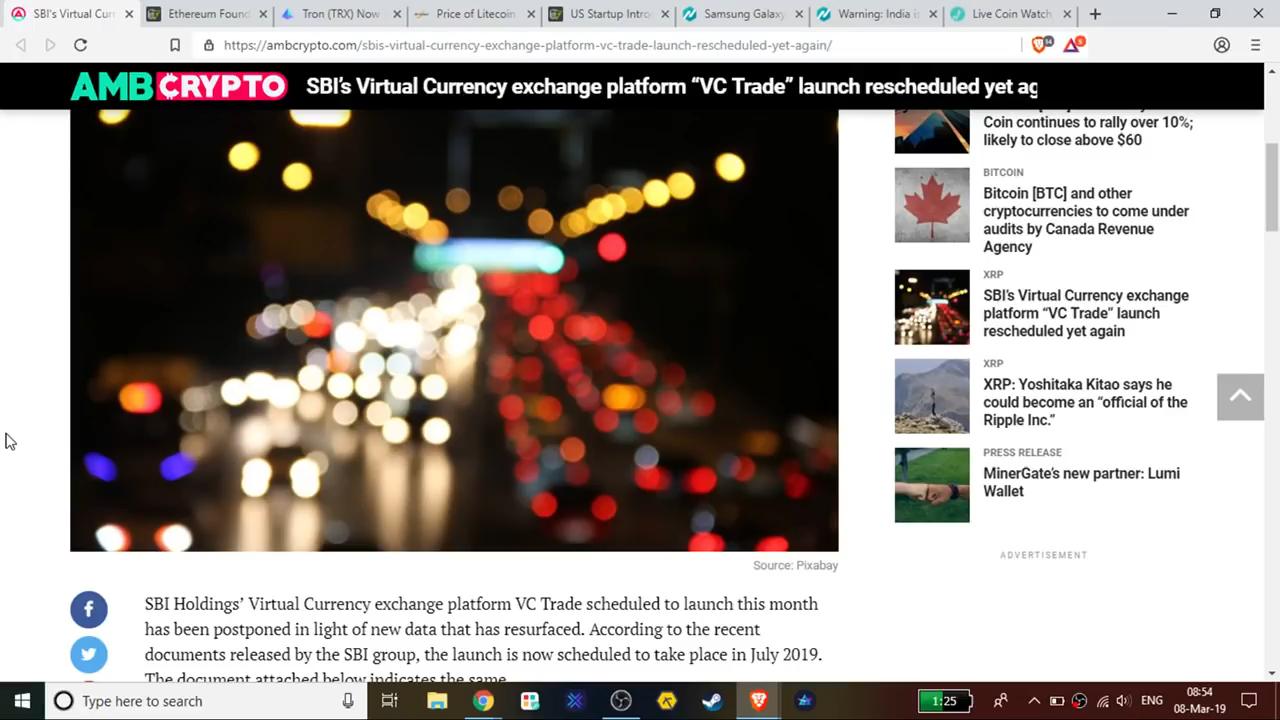 SBI's Virtual Cur
Ethereum Found
Tron (TRX) Now
Price of Litecoin
US Startup Intro
Samsung Galaxy
Warning: India is
Live Coin Watch
https://ambcrypto.com/sbis-virtual-currency-exchange-platform-vc-trade-launch-rescheduled-yet-again/
AMBCRYPTO
SBI's Virtual Currency exchange platform “VC Trade” launch rescheduled yet ag
Coin continues to rally over 10%;
likely to close above $60
BITCOIN
Bitcoin [BTC] and other
cryptocurrencies to come under
audits by Canada Revenue
Agency
XRP
SBI's Virtual Currency exchange
platform “VC Trade” launch
rescheduled yet again
XRP
XRP: Yoshitaka Kitao says he
could become an “official of the
Ripple Inc.”
PRESS RELEASE
MinerGate's new partner: Lumi
Wallet
ADVERTISEMENT
Source: Pixabay
SBI Holdings’ Virtual Currency exchange platform VC Trade scheduled to launch this month
has been postponed in light of new data that has resurfaced. According to the recent
documents released by the SBI group, the launch is now scheduled to take place in July 2019.
The document attached below indicates the same.
Type here to search
1:25
ENG
08:54
08-Mar-19